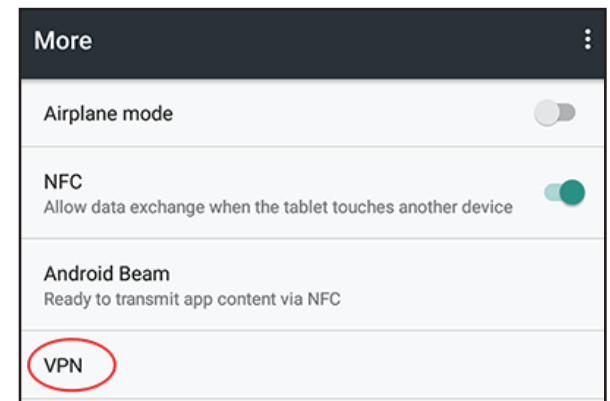 More
Airplane mode
NFC
Allow data exchange when the tablet touches another device
Android Beam
Ready to transmit app content via NFC
VPN